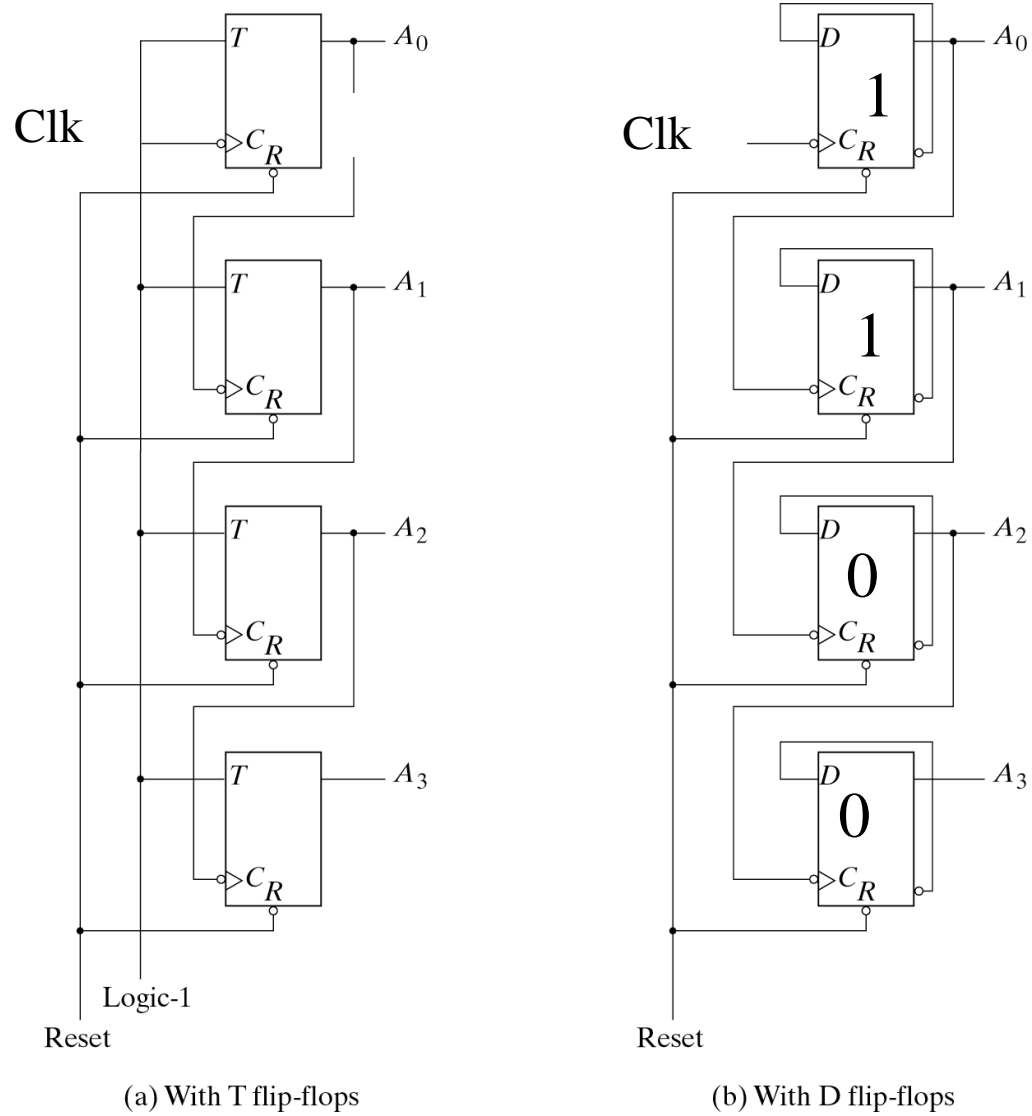 T
A0
Clk
C
R
T
A1
C
R
T
A2
C
R
T
A3
C
R
Logic-1
Reset
(a) With T flip-flops
D
A0
1
Clk
C
R
D
A1
1
C
R
D
A2
0
C
R
D
A3
0
C
R
Reset
(b) With D flip-flops